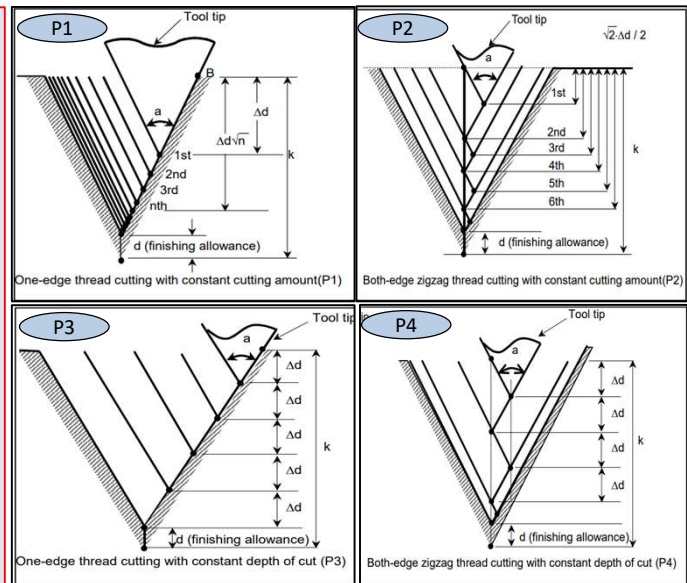 P1
Tool tip
B
a
Δd
Δd√n
k
1st
2nd
3rd
nth
d (finishing allowance)
One-edge thread cutting with constant cutting amount(P1)
P2
Tool tip
√2·Δd / 2
a
1st
2nd
3rd
4th
5th
6th
k
d (finishing allowance)
Both-edge zigzag thread cutting with constant cutting amount(P2)
P3
Tool tip
a
Δd
Δd
Δd
Δd
Δd
k
d (finishing allowance)
One-edge thread cutting with constant depth of cut (P3)
P4
Tool tip
a
Δd
Δd
Δd
Δd
k
d (finishing allowance)
Both-edge zigzag thread cutting with constant depth of cut (P4)